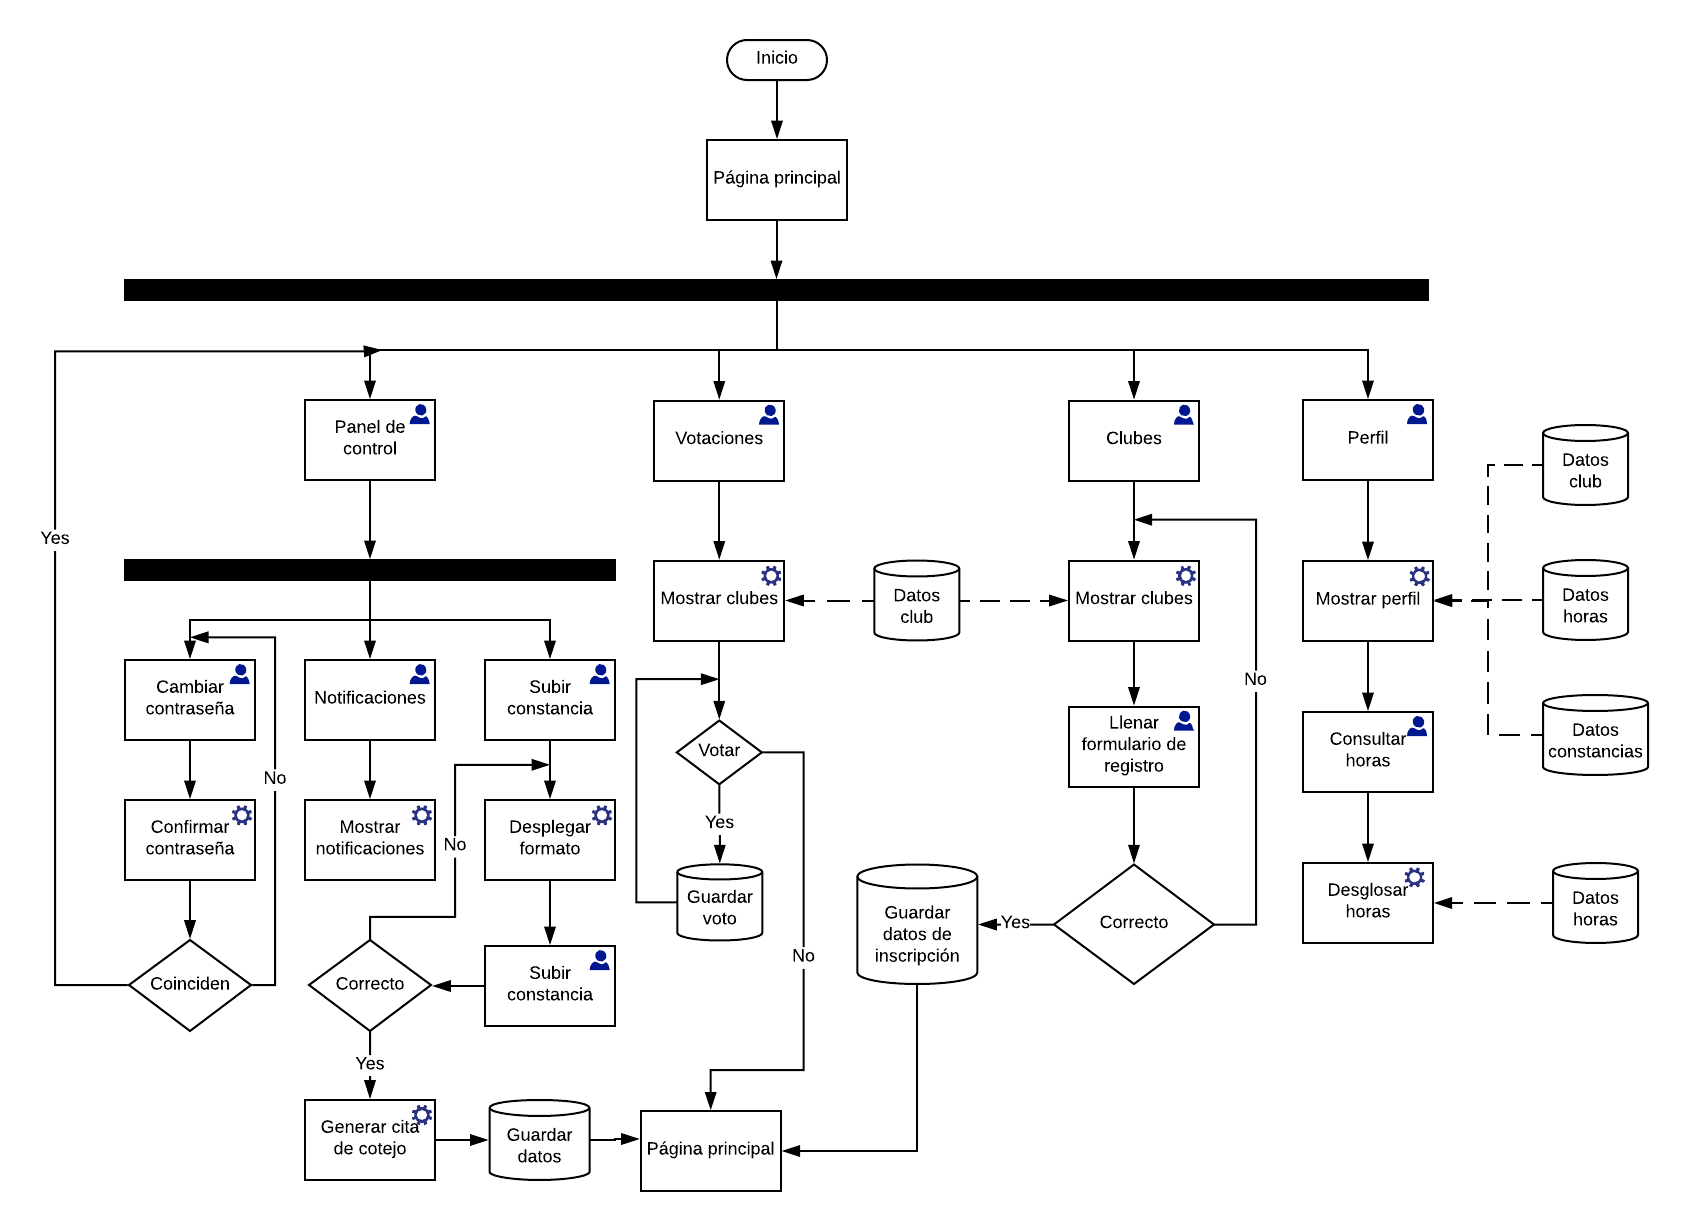 Inicio
Página principal
Panel de
control
Votaciones
Clubes
Perfil
Datos
club
Yes
Mostrar clubes
Datos
club
Mostrar clubes
Mostrar perfil
Datos
horas
Cambiar
contraseña
Notificaciones
Subir
constancia
No
Llenar
formulario de
registro
Consultar
horas
Datos
constancias
Votar
No
Confirmar
contraseña
Mostrar
notificaciones
No
Desplegar
formato
Yes
Guardar
voto
Guardar
datos de
inscripción
Yes
Correcto
Desglosar
horas
Datos
horas
No
Coinciden
Correcto
Subir
constancia
Yes
Generar cita
de cotejo
Guardar
datos
Página principal